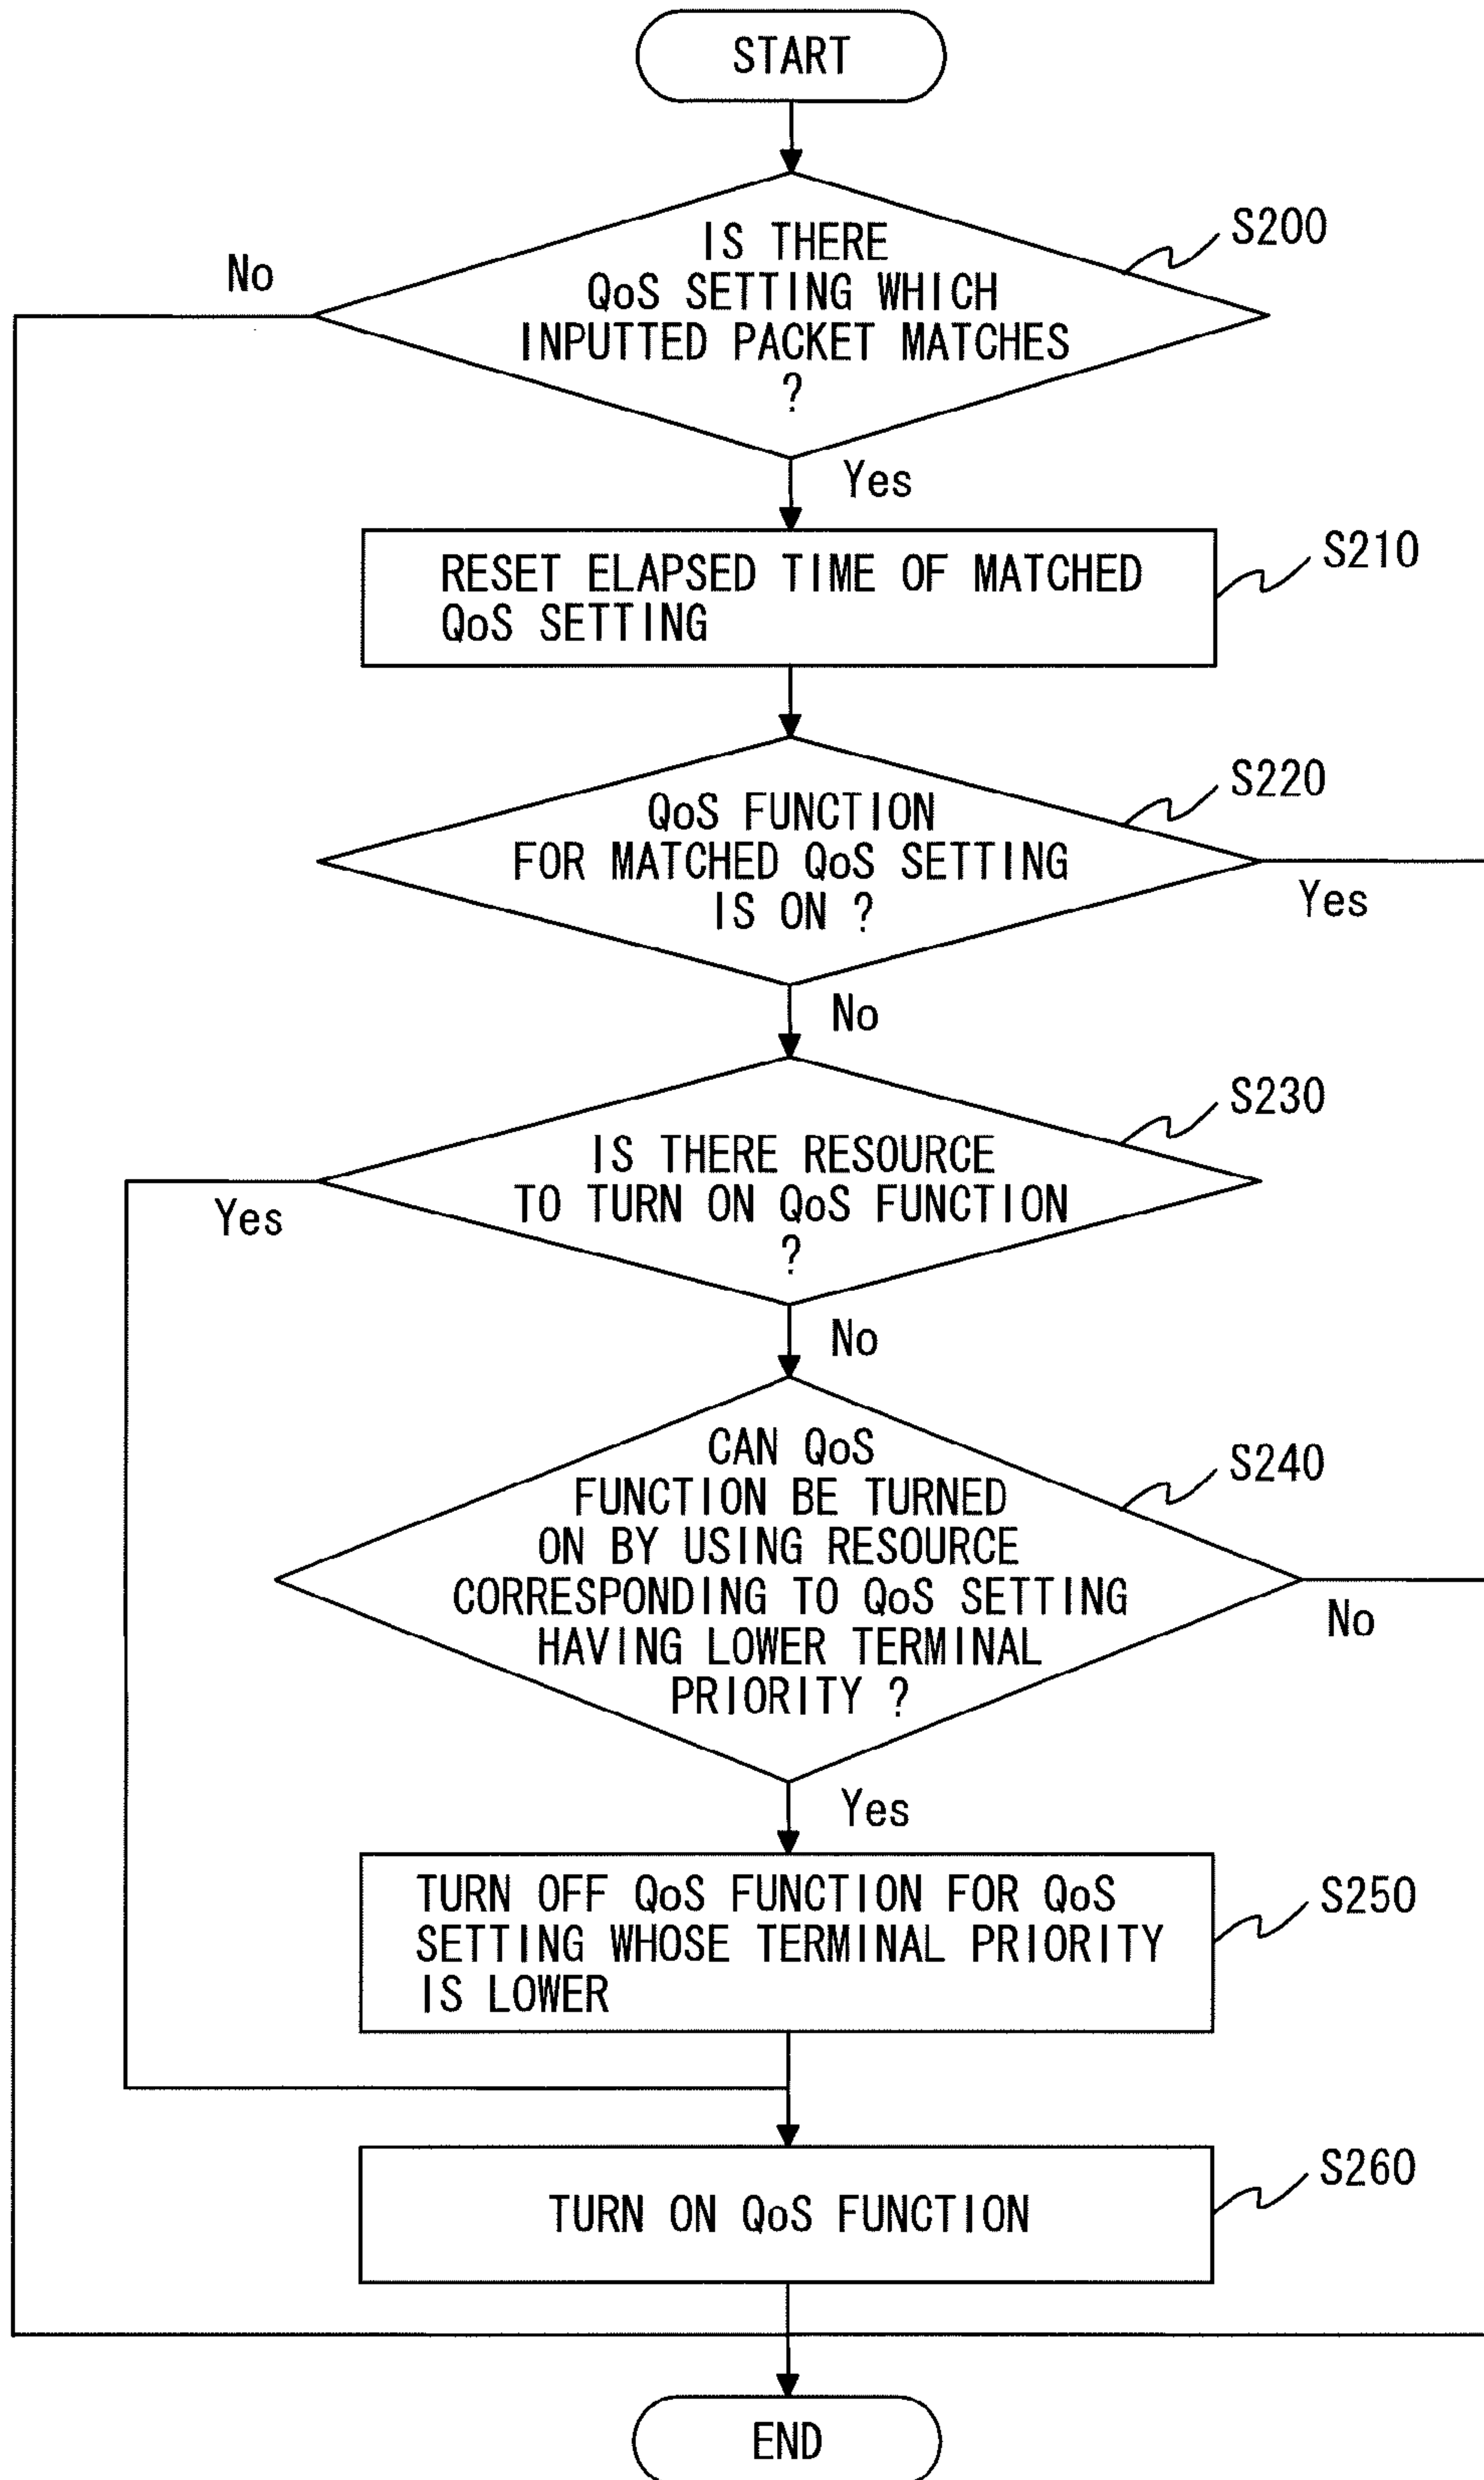 START
IS THERE
QoS SETTING WHICH
INPUTTED PACKET MATCHES
?
S200
No
Yes
RESET ELAPSED TIME OF MATCHED
QoS SETTING
S210
QoS FUNCTION
FOR MATCHED QoS SETTING
IS ON ?
S220
Yes
No
IS THERE RESOURCE
TO TURN ON QoS FUNCTION
?
S230
Yes
No
CAN QoS
FUNCTION BE TURNED
ON BY USING RESOURCE
CORRESPONDING TO QoS SETTING
HAVING LOWER TERMINAL
PRIORITY ?
S240
No
Yes
TURN OFF QoS FUNCTION FOR QoS
SETTING WHOSE TERMINAL PRIORITY
IS LOWER
S250
TURN ON QoS FUNCTION
S260
END